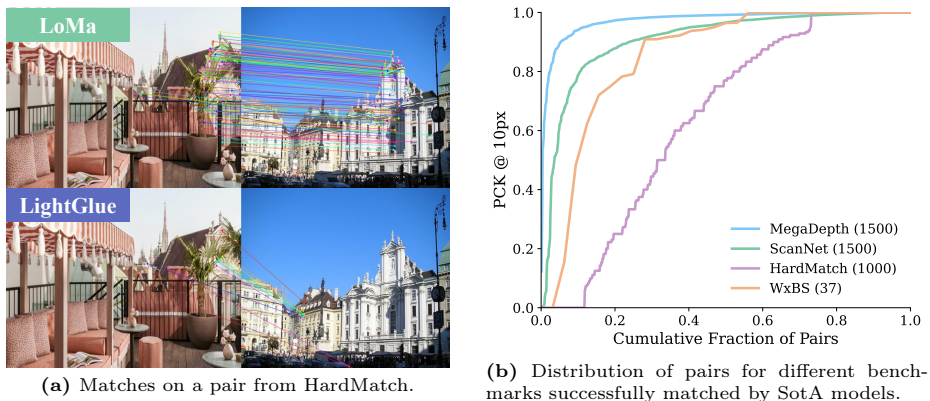 LoMa
LightGlue
(a) Matches on a pair from HardMatch.
1.0
0.8
0.6
0.4
0.2
0.0
PCK @ 10px
0.0 0.2 0.4 0.6 0.8 1.0
Cumulative Fraction of Pairs
MegaDepth (1500)
ScanNet (1500)
HardMatch (1000)
WxBS (37)
(b) Distribution of pairs for different bench-
marks successfully matched by SotA models.